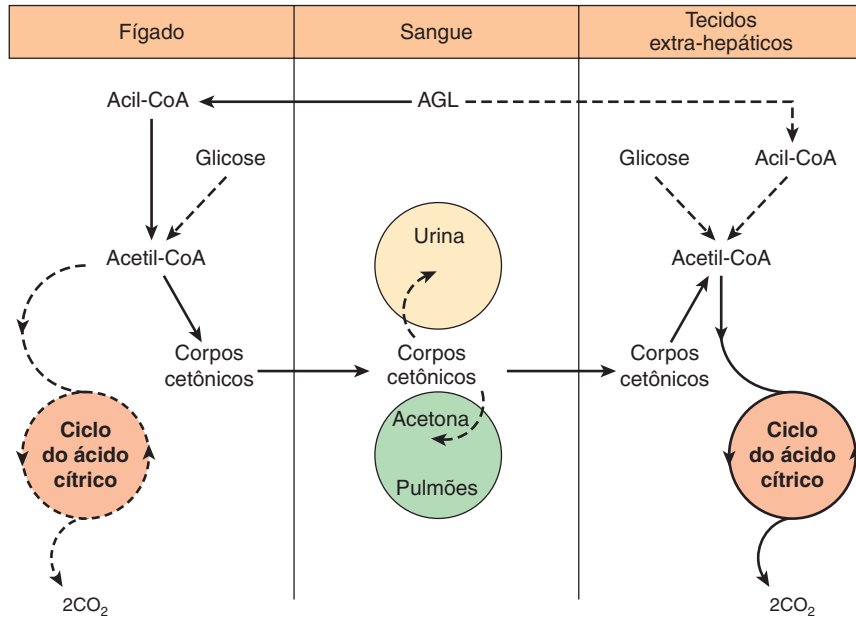 Fígado
Sangue
Tecidos
extra-hepáticos
Acil-CoA
AGL
Glicose
Glicose
Acil-CoA
Urina
Acetil-CoA
Acetil-CoA
Corpos
cetônicos
Corpos
cetônicos
Corpos
cetônicos
Acetona
Pulmões
Ciclo
do ácido
cítrico
Ciclo
do ácido
cítrico
2CO₂
2CO₂